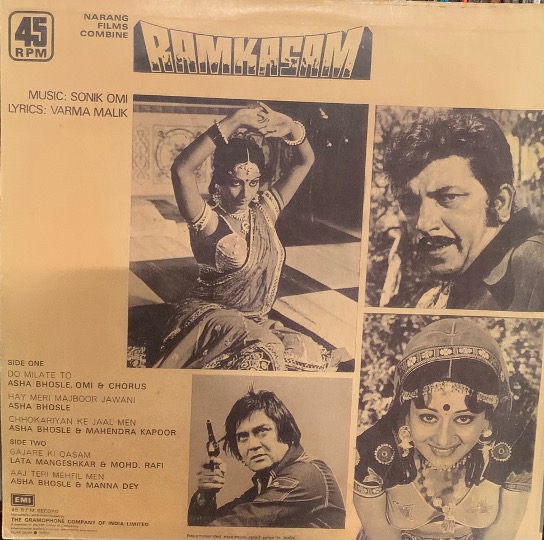 45
RPM
NARANG
FILMS
COMBINE
RAMKASAM
MUSIC: SONIK OMI
LYRICS: VARMA MALIK
SIDE ONE
DO MILATE TO
ASHA BHOSLE, OMI & CHORUS
HAY MERI MAJBOOR JAWANI
ASHA BHOSLE
CHHOKARIYAN KE JAAL MEN
ASHA BHOSLE & MAHENDRA KAPOOR
SIDE TWO
GAJARE KI QASAM
LATA MANGESHKAR & MOHD. RAFI
AAJ TERI MEHFIL MEN
ASHA BHOSLE & MANNA DEY
EMI
45 R.P.M. RECORD
THE GRAMOPHONE COMPANY OF INDIA LIMITED